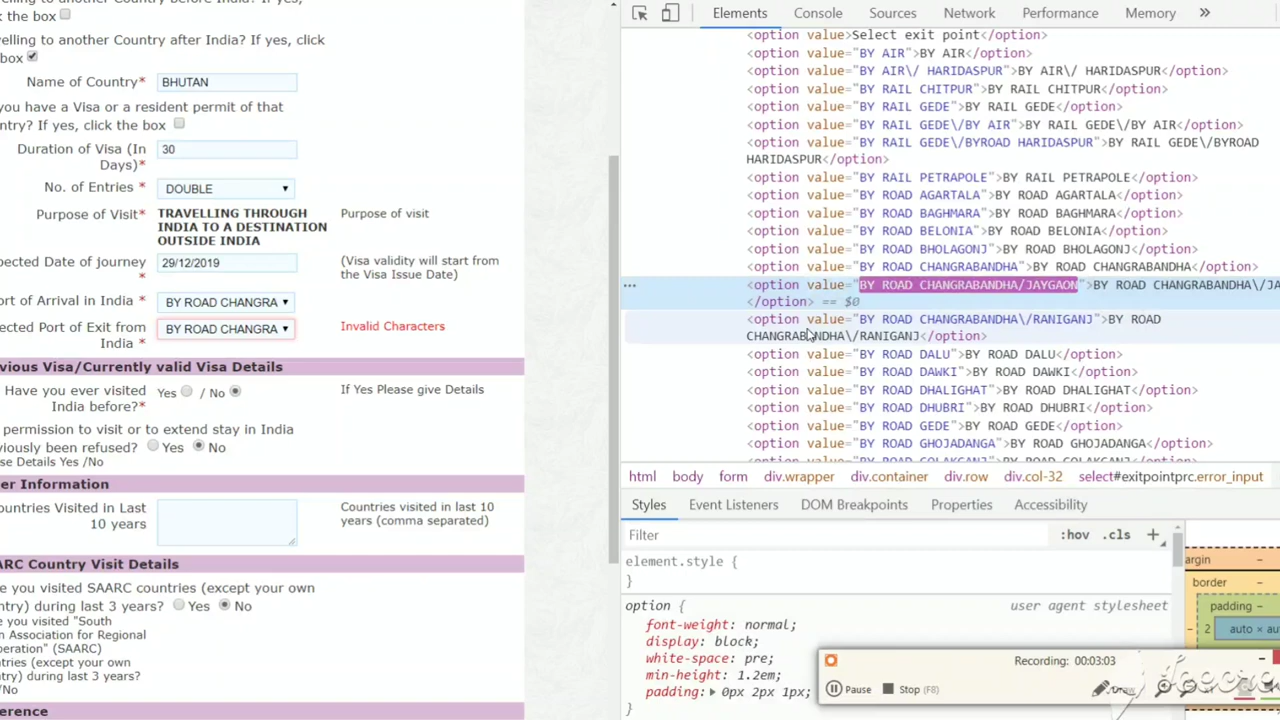 velling to another Country before India? If yes,
k the box
velling to another Country after India? If yes, click
box
Name of Country* BHUTAN
you have a Visa or a resident permit of that
ntry? If yes, click the box
Duration of Visa (In
Days)* 30
No. of Entries * DOUBLE
Purpose of Visit* TRAVELLING THROUGH
INDIA TO A DESTINATION
OUTSIDE INDIA
Purpose of visit
pected Date of journey
* 29/12/2019
(Visa validity will start from
the Visa Issue Date)
ort of Arrival in India * BY ROAD CHANGRA
ected Port of Exit from
India * BY ROAD CHANGRA
Invalid Characters
vious Visa/Currently valid Visa Details
Have you ever visited
India before?* Yes / No
If Yes Please give Details
permission to visit or to extend stay in India
viously been refused? Yes No
se Details Yes /No
er Information
ountries Visited in Last
10 years
Countries visited in last 10
years (comma separated)
RC Country Visit Details
e you visited SAARC countries (except your own
ntry) during last 3 years? Yes No
e you visited "South
n Association for Regional
peration" (SAARC)
ntries (except your own
ntry) during last 3 years?
/No
erence
Elements Console Sources Network Performance Memory »
<option value>Select exit point</option>
<option value="BY AIR">BY AIR</option>
<option value="BY AIR\/ HARIDASPUR">BY AIR\/ HARIDASPUR</option>
<option value="BY RAIL CHITPUR">BY RAIL CHITPUR</option>
<option value="BY RAIL GEDE">BY RAIL GEDE</option>
<option value="BY RAIL GEDE\/BY AIR">BY RAIL GEDE\/BY AIR</option>
<option value="BY RAIL GEDE\/BYROAD HARIDASPUR">BY RAIL GEDE\/BYROAD
HARIDASPUR</option>
<option value="BY RAIL PETRAPOLE">BY RAIL PETRAPOLE</option>
<option value="BY ROAD AGARTALA">BY ROAD AGARTALA</option>
<option value="BY ROAD BAGHMARA">BY ROAD BAGHMARA</option>
<option value="BY ROAD BELONIA">BY ROAD BELONIA</option>
<option value="BY ROAD BHOLAGONJ">BY ROAD BHOLAGONJ</option>
<option value="BY ROAD CHANGRABANDHA">BY ROAD CHANGRABANDHA</option>
... <option value="BY ROAD CHANGRABANDHA/JAYGAON">BY ROAD CHANGRABANDHA\/JA
</option> == $0
<option value="BY ROAD CHANGRABANDHA\/RANIGANJ">BY ROAD
CHANGRABANDHA\/RANIGANJ</option>
<option value="BY ROAD DALU">BY ROAD DALU</option>
<option value="BY ROAD DAWKI">BY ROAD DAWKI</option>
<option value="BY ROAD DHALIGHAT">BY ROAD DHALIGHAT</option>
<option value="BY ROAD DHUBRI">BY ROAD DHUBRI</option>
<option value="BY ROAD GEDE">BY ROAD GEDE</option>
<option value="BY ROAD GHOJADANGA">BY ROAD GHOJADANGA</option>
<option value="BY ROAD GOLAKGANJ">BY ROAD GOLAKGANJ</option>
html body form div.wrapper div.container div.row div.col-32 select#exitpointprc.error_input
Styles Event Listeners DOM Breakpoints Properties Accessibility
Filter :hov .cls +
element.style {
}
option { user agent stylesheet
font-weight: normal;
display: block;
white-space: pre;
min-height: 1.2em;
padding: 0px 2px 1px;
}
argin –
border –
padding –
2 auto × au
Recording: 00:03:03
Pause Stop (F8) Draw